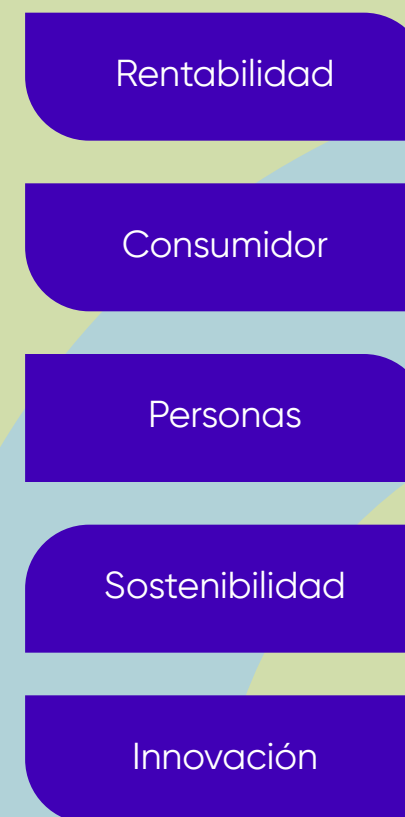 Rentabilidad
Consumidor
Personas
Sostenibilidad
Innovación